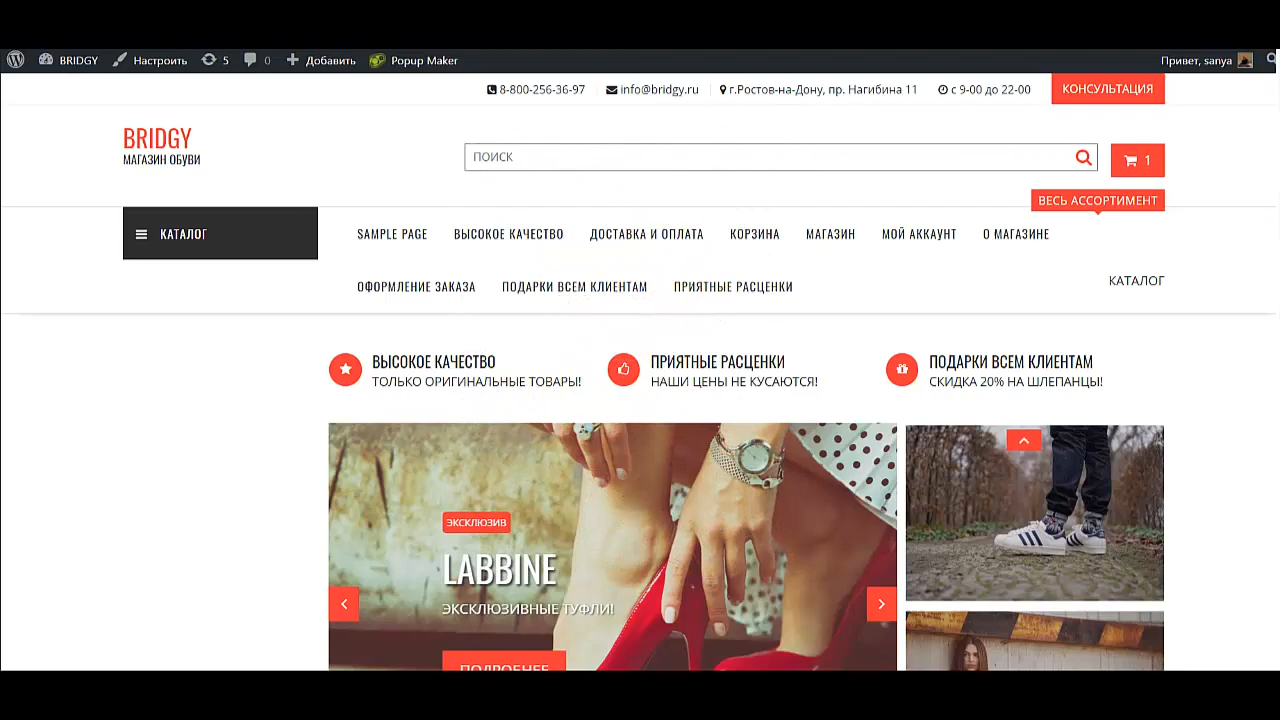 BRIDGY Настроить 5 0 Добавить Popup Maker Привет, sanya
8-800-256-36-97 info@bridgy.ru г.Ростов-на-Дону, пр. Нагибина 11 с 9-00 до 22-00 КОНСУЛЬТАЦИЯ
BRIDGY
МАГАЗИН ОБУВИ
ПОИСК
1
ВЕСЬ АССОРТИМЕНТ
КАТАЛОГ
SAMPLE PAGE ВЫСОКОЕ КАЧЕСТВО ДОСТАВКА И ОПЛАТА КОРЗИНА МАГАЗИН МОЙ АККАУНТ О МАГАЗИНЕ
ОФОРМЛЕНИЕ ЗАКАЗА ПОДАРКИ ВСЕМ КЛИЕНТАМ ПРИЯТНЫЕ РАСЦЕНКИ
КАТАЛОГ
ВЫСОКОЕ КАЧЕСТВО
ТОЛЬКО ОРИГИНАЛЬНЫЕ ТОВАРЫ!
ПРИЯТНЫЕ РАСЦЕНКИ
НАШИ ЦЕНЫ НЕ КУСАЮТСЯ!
ПОДАРКИ ВСЕМ КЛИЕНТАМ
СКИДКА 20% НА ШЛЕПАНЦЫ!
ЭКСКЛЮЗИВ
LABBINE
ЭКСКЛЮЗИВНЫЕ ТУФЛИ!
ПОДРОБНЕЕ